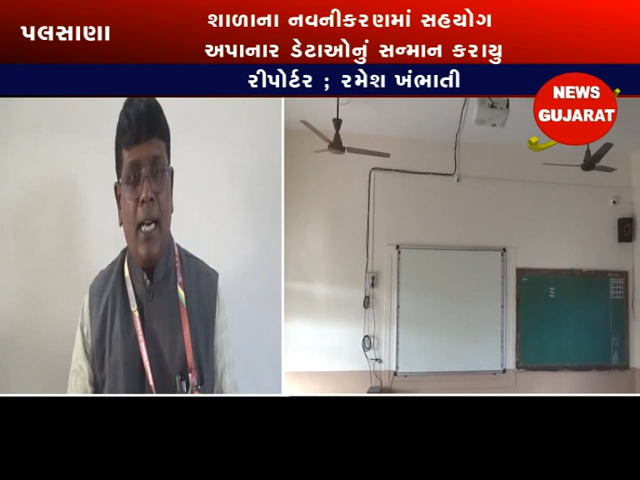 પલસાણા
શાળાના નવનીકરણમાં સહયોગ
અપાનાર ડેટાઓનું સન્માન કરાયુ
રીપોર્ટર ; રમેશ ખંભાતી
NEWS
GUJARAT